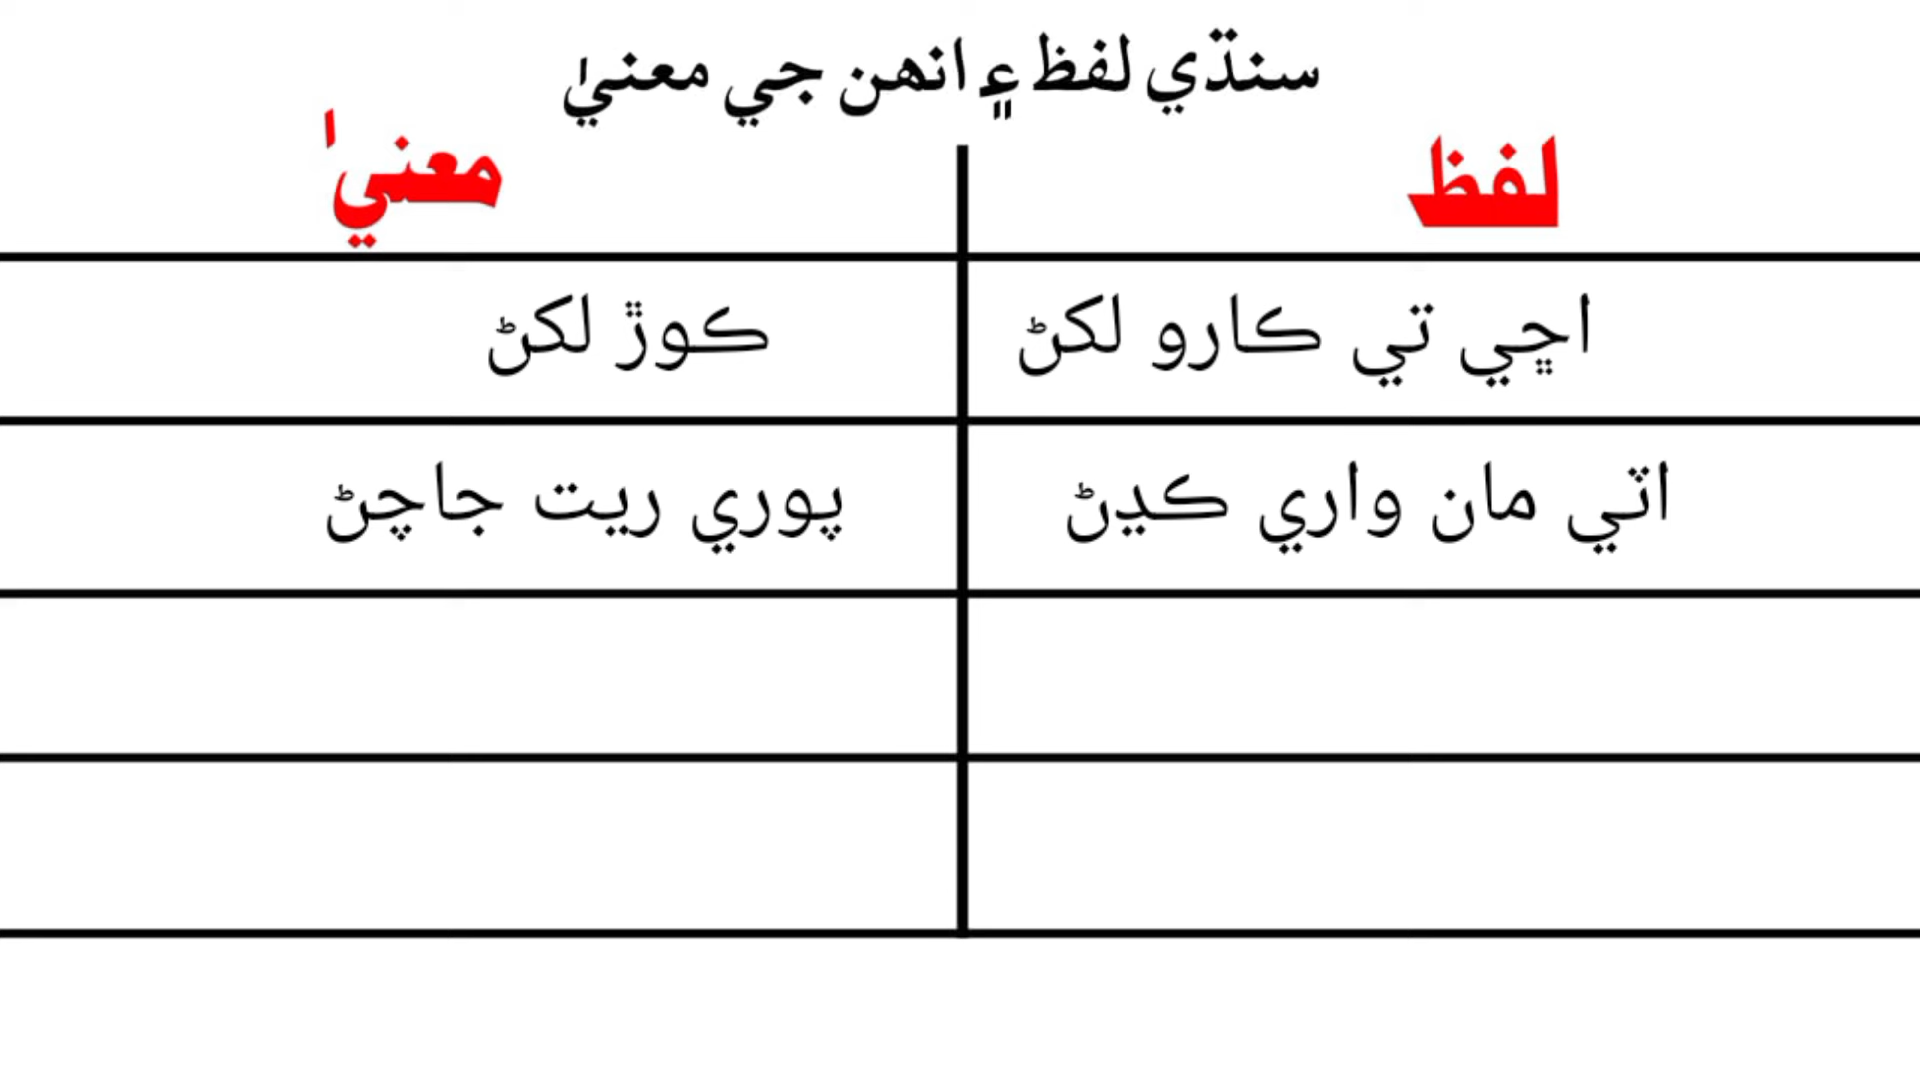 سنڌي لفظ ۽ انهن جي معنيٰ
لفظ معنيٰ
اڇي تي ڪارو لکڻ ڪوڙ لکڻ
اٽي مان واري ڪڍڻ پوري ريت جاچڻ